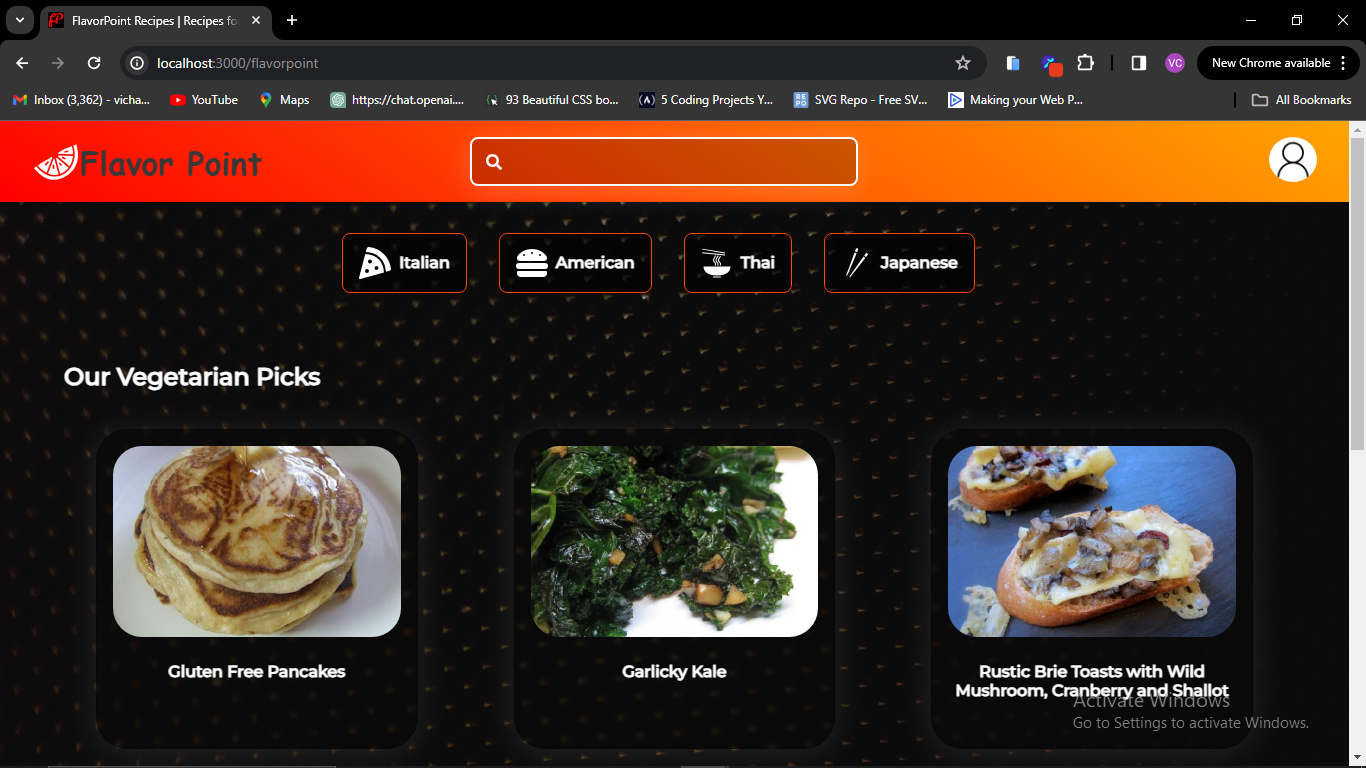 FlavorPoint Recipes | Recipes fo
localhost:3000/flavorpoint
VC
New Chrome available
Inbox (3,362) - vicha...
YouTube
Maps
https://chat.openai....
93 Beautiful CSS bo...
5 Coding Projects Y...
REPO
SVG Repo - Free SV...
Making your Web P...
All Bookmarks
Flavor Point
Italian
American
Thai
Japanese
Our Vegetarian Picks
Gluten Free Pancakes
Garlicky Kale
Rustic Brie Toasts with Wild
Mushroom, Cranberry and Shallot
Activate Windows
Go to Settings to activate Windows.